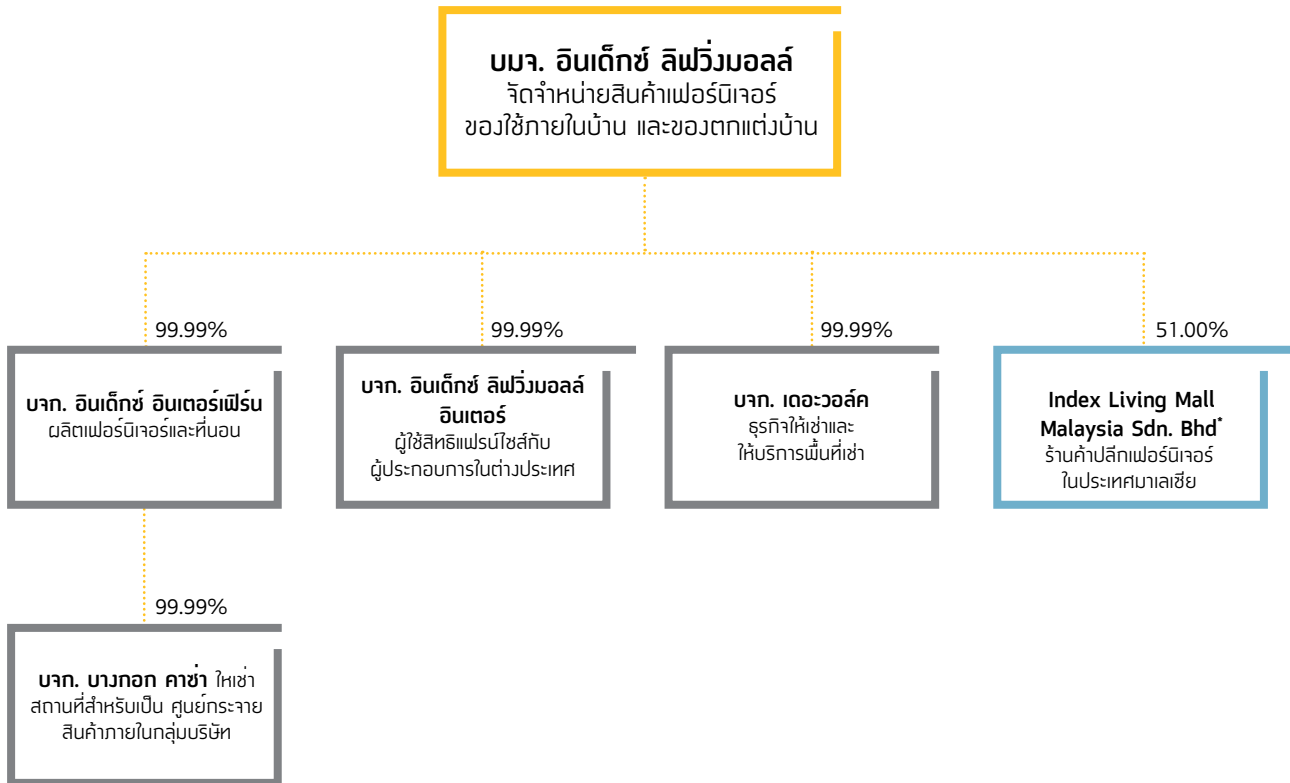 บมจ. อินเด็กซ์ ลิฟวิ่งมอลล์
จัดจำหน่ายสินค้าเฟอร์นิเจอร์
ของใช้ภายในบ้าน และของตกแต่งบ้าน
99.99%
บจก. อินเด็กซ์ อินเตอร์เฟิร์น
ผลิตเฟอร์นิเจอร์และที่นอน
99.99%
บจก. อินเด็กซ์ ลิฟวิ่งมอลล์
อินเตอร์
ผู้ใช้สิทธิแฟรนไชส์กับ
ผู้ประกอบการในต่างประเทศ
99.99%
บจก. เดอะวอล์ค
ธุรกิจให้เช่าและ
ให้บริการพื้นที่เช่า
51.00%
Index Living Mall
Malaysia Sdn. Bhd*
ร้านค้าปลีกเฟอร์นิเจอร์
ในประเทศมาเลเซีย
99.99%
บจก. บางกอก คาซ่า ใหเช่า
สถานที่สำหรับเป็น ศูนย์กระจาย
สินค้าภายในกลุ่มบริษัท